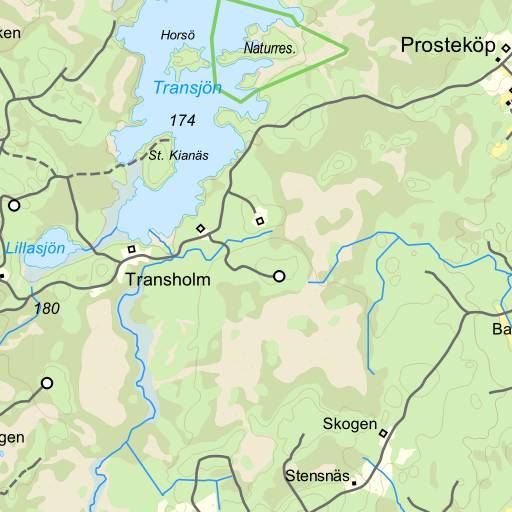 ken
Horsö
Naturres.
Prosteköp
Transjön
174
St. Kianäs
Lillasjön
Transholm
180
Ba
Skogen
gen
Stensnäs